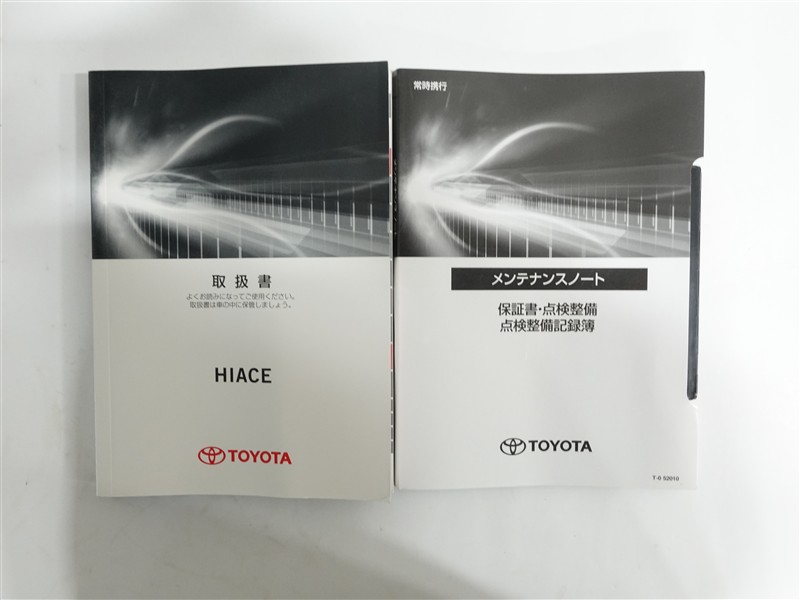 取扱書
よくお読みになってご使用ください。
取扱書は車の中に保管しましょう。
HIACE
TOYOTA
常時携行
メンテナンスノート
保証書・点検整備
点検整備記録簿
TOYOTA
T-0 52010